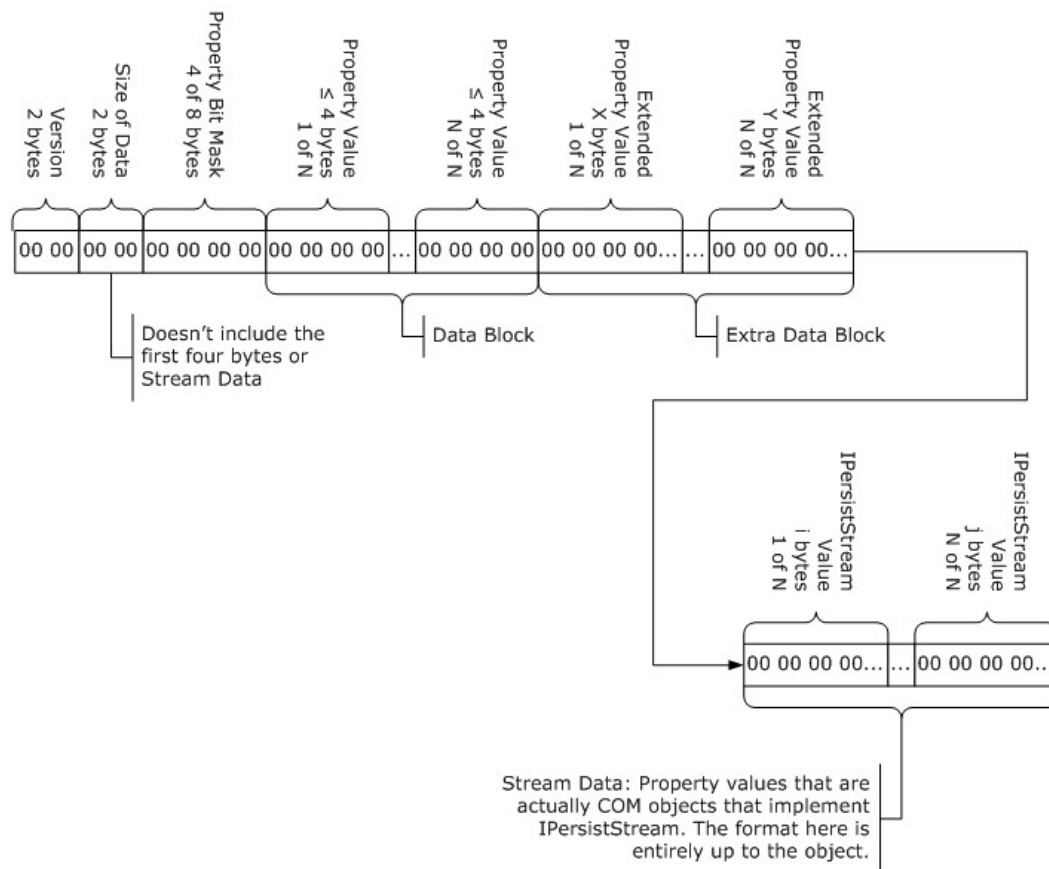 Version
2 bytes
Size of Data
2 bytes
Property Bit Mask
4 of 8 bytes
Property Value
≤ 4 bytes
1 of N
Property Value
≤ 4 bytes
N of N
Extended
Property Value
X bytes
1 of N
Extended
Property Value
Y bytes
N of N
00 00 00 00 00 00 00 00 00 00 00 00 ... 00 00 00 00 00 00 00 00... ... 00 00 00 00...
Doesn't include the
first four bytes or
Stream Data
Data Block
Extra Data Block
IPersistStream
Value
i bytes
1 of N
IPersistStream
Value
j bytes
N of N
00 00 00 00... ... 00 00 00 00...
Stream Data: Property values that are
actually COM objects that implement
IPersistStream. The format here is
entirely up to the object.